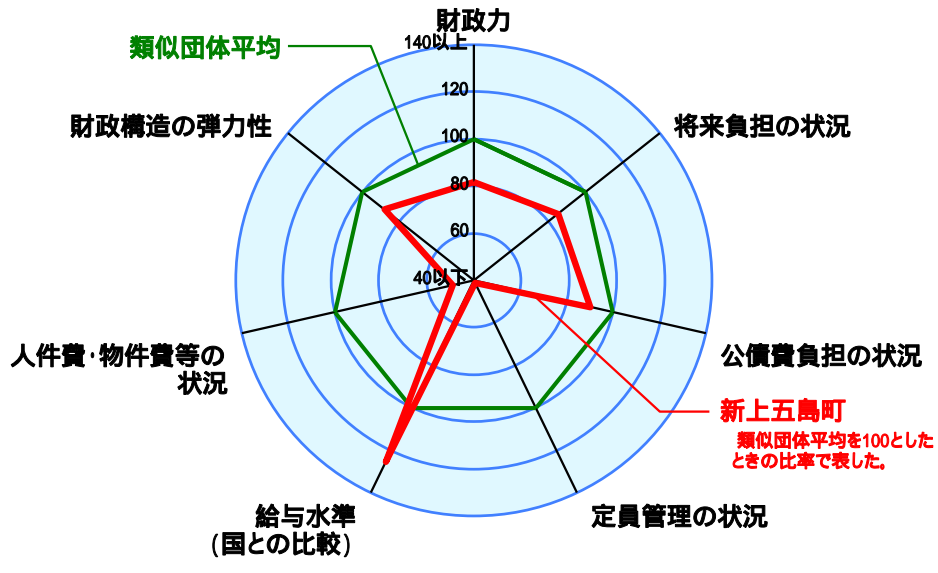 財政力
140以上
類似団体平均
120
財政構造の弾力性
将来負担の状況
100
80
60
40以下
人件費・物件費等の
状況
公債費負担の状況
新上五島町
類似団体平均を100とした
ときの比率で表した。
給与水準
(国との比較)
定員管理の状況